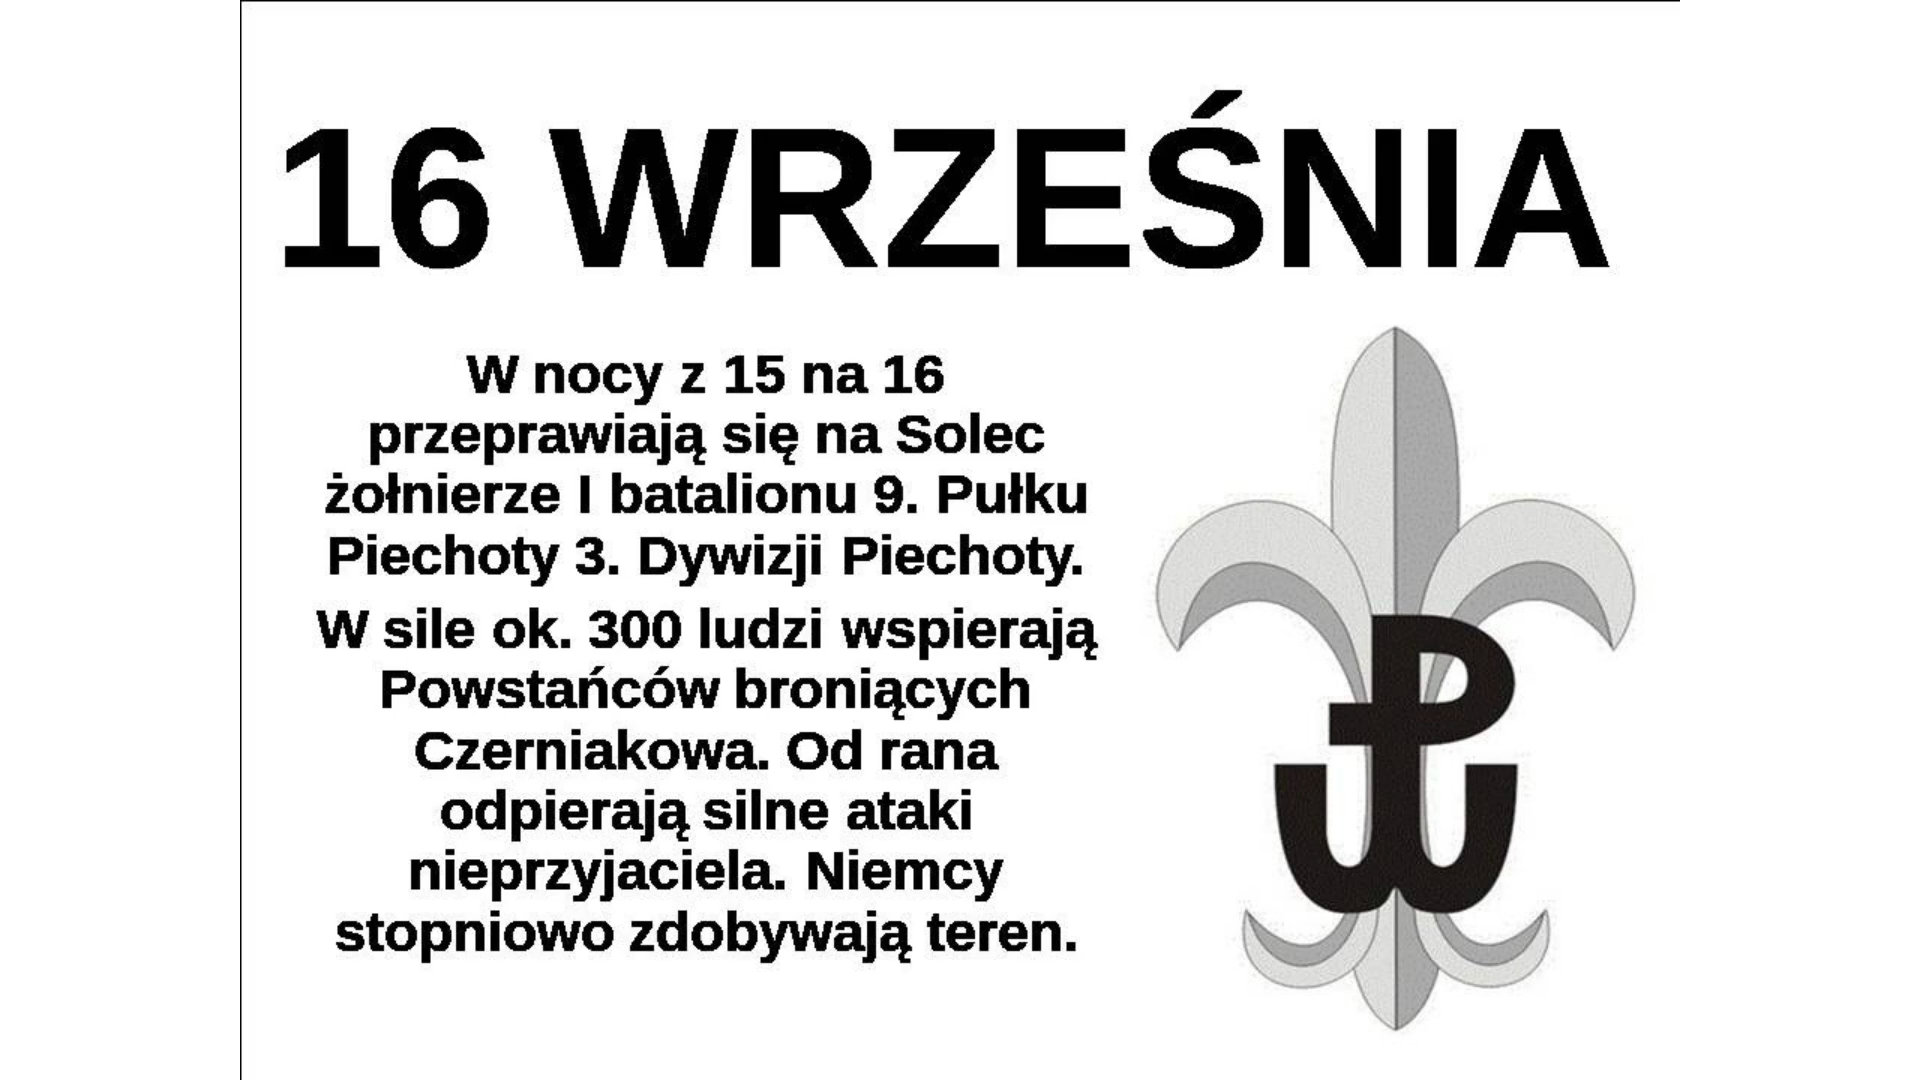 16 WRZEŚNIA
W nocy z 15 na 16
przeprawiają się na Solec
żołnierze I batalionu 9. Pułku
Piechoty 3. Dywizji Piechoty.
W sile ok. 300 ludzi wspierają
Powstańców broniących
Czerniakowa. Od rana
odpierają silne ataki
nieprzyjaciela. Niemcy
stopniowo zdobywają teren.